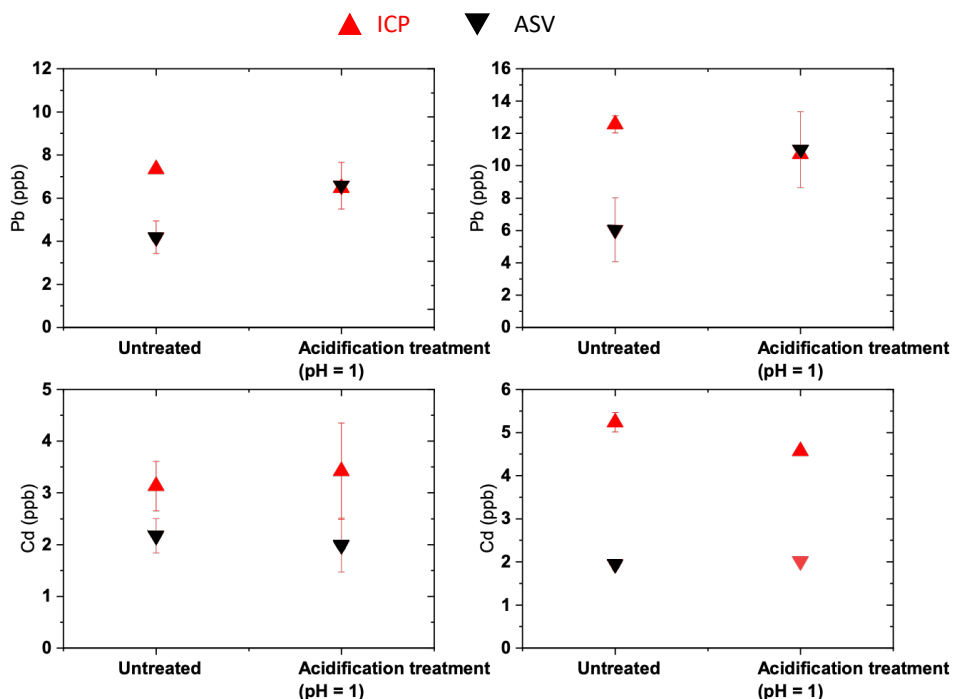 ICP ASV
12
10
8
6
4
2
0
Pb (ppb)
Untreated
Acidification treatment
(pH = 1)
16
14
12
10
8
6
4
2
0
Pb (ppb)
Untreated
Acidification treatment
(pH = 1)
5
4
3
2
1
0
Cd (ppb)
Untreated
Acidification treatment
(pH = 1)
6
5
4
3
2
1
0
Cd (ppb)
Untreated
Acidification treatment
(pH = 1)